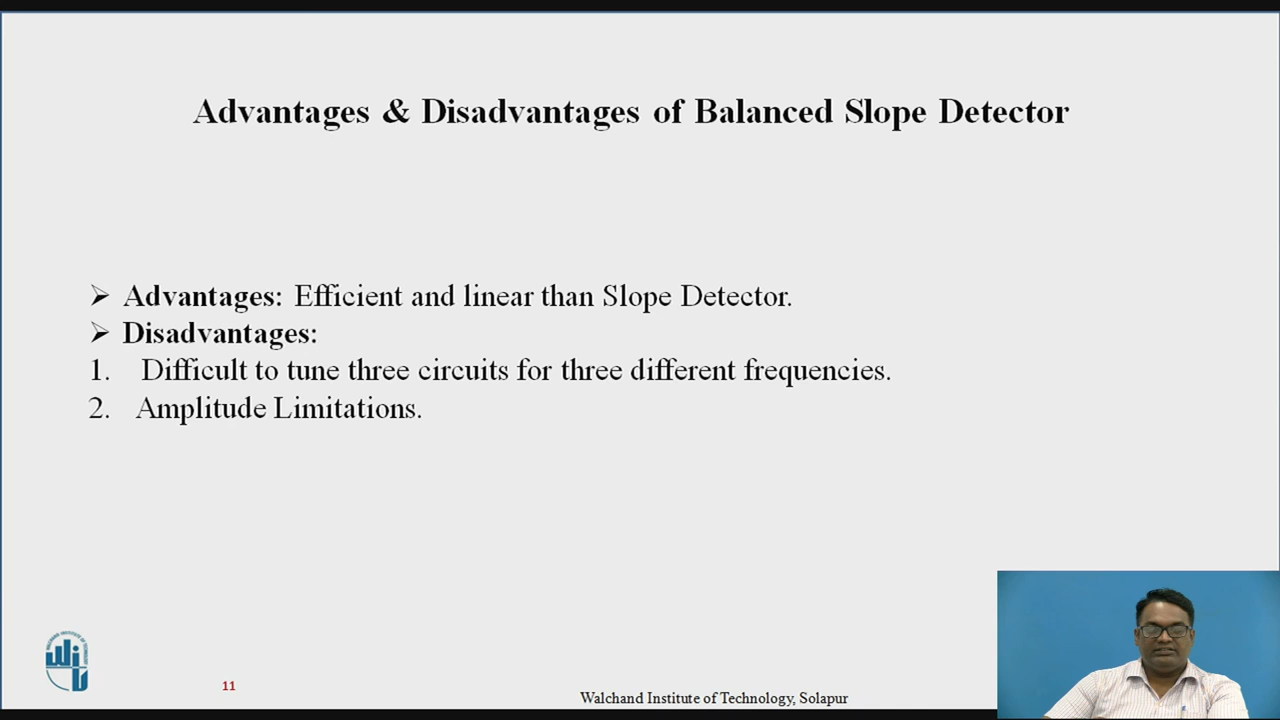 Advantages & Disadvantages of Balanced Slope Detector
➢ Advantages: Efficient and linear than Slope Detector.
➢ Disadvantages:
1. Difficult to tune three circuits for three different frequencies.
2. Amplitude Limitations.
11
Walchand Institute of Technology, Solapur